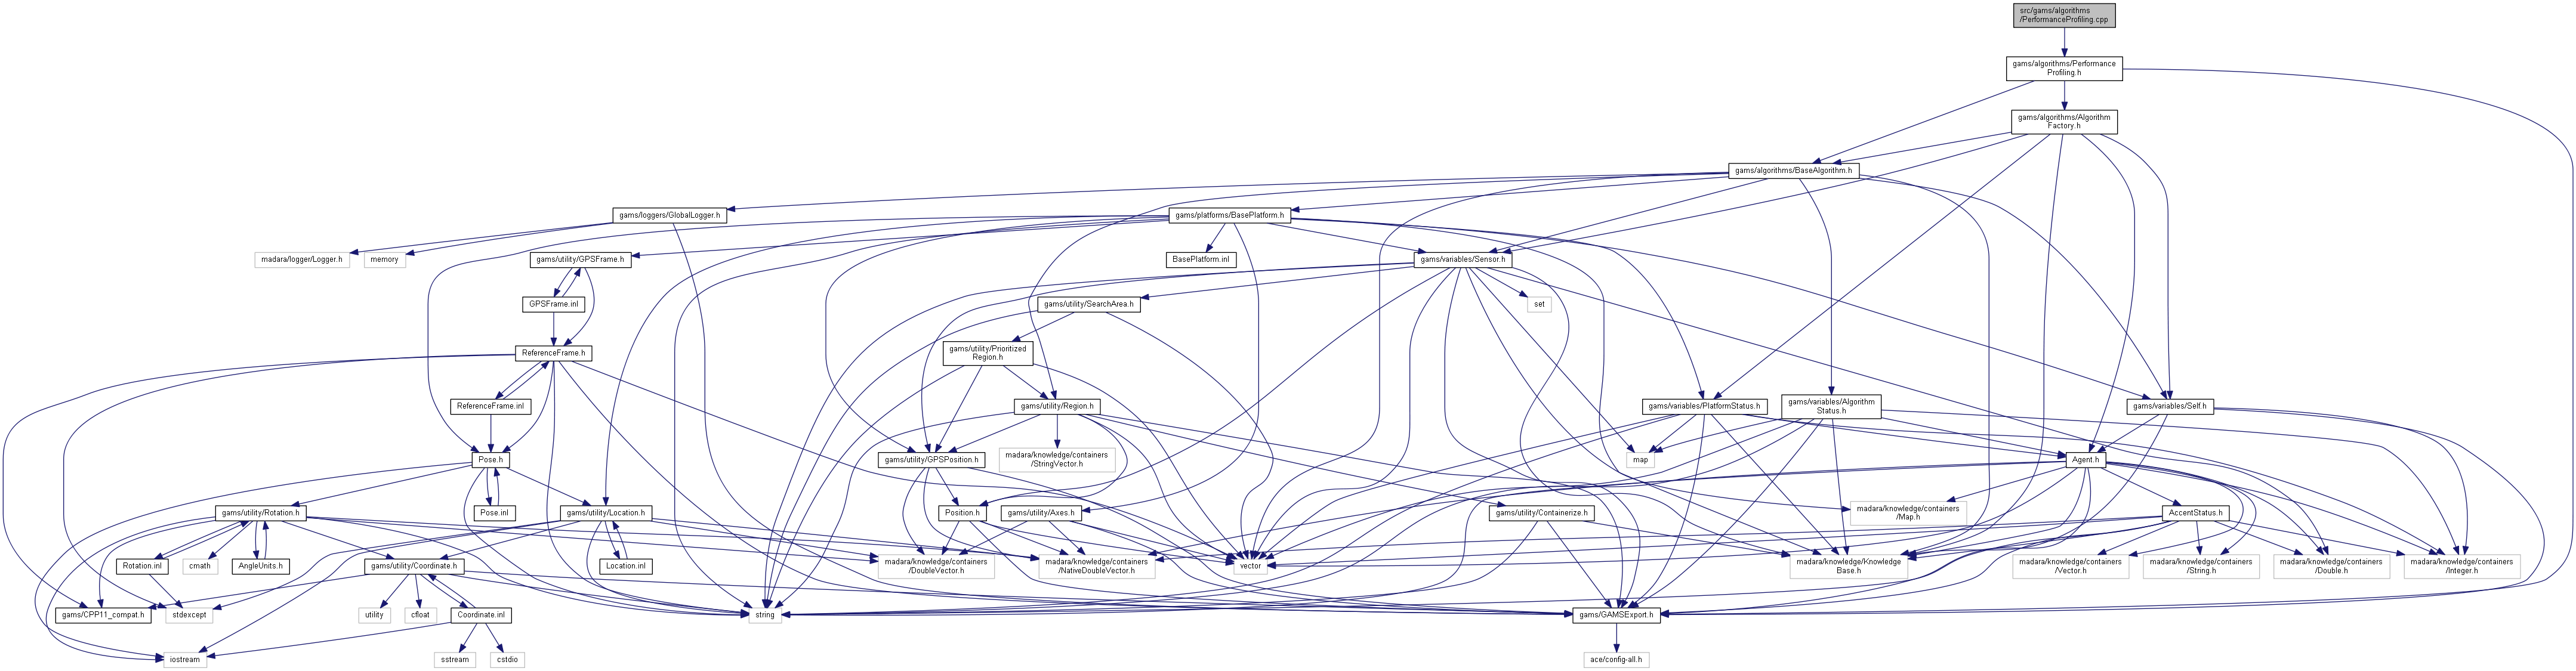 src/gams/algorithms
/PerformanceProfiling.cpp
gams/algorithms/Performance
Profiling.h
gams/algorithms/Algorithm
Factory.h
gams/algorithms/BaseAlgorithm.h
gams/loggers/GlobalLogger.h
gams/platforms/BasePlatform.h
madara/logger/Logger.h
memory
gams/utility/GPSFrame.h
BasePlatform.inl
gams/variables/Sensor.h
GPSFrame.inl
gams/utility/SearchArea.h
set
ReferenceFrame.h
gams/utility/Prioritized
Region.h
ReferenceFrame.inl
gams/utility/Region.h
gams/variables/PlatformStatus.h
gams/variables/Algorithm
Status.h
gams/variables/Self.h
Pose.h
gams/utility/GPSPosition.h
madara/knowledge/containers
/StringVector.h
map
Agent.h
gams/utility/Rotation.h
Pose.inl
gams/utility/Location.h
Position.h
gams/utility/Axes.h
gams/utility/Containerize.h
madara/knowledge/containers
/Map.h
AccentStatus.h
Rotation.inl
cmath
AngleUnits.h
gams/utility/Coordinate.h
Location.inl
madara/knowledge/containers
/DoubleVector.h
madara/knowledge/containers
/NativeDoubleVector.h
vector
madara/knowledge/Knowledge
Base.h
madara/knowledge/containers
/Vector.h
madara/knowledge/containers
/String.h
madara/knowledge/containers
/Double.h
madara/knowledge/containers
/Integer.h
gams/CPP11_compat.h
stdexcept
utility
cfloat
Coordinate.inl
string
gams/GAMSExport.h
iostream
sstream
cstdio
ace/config-all.h